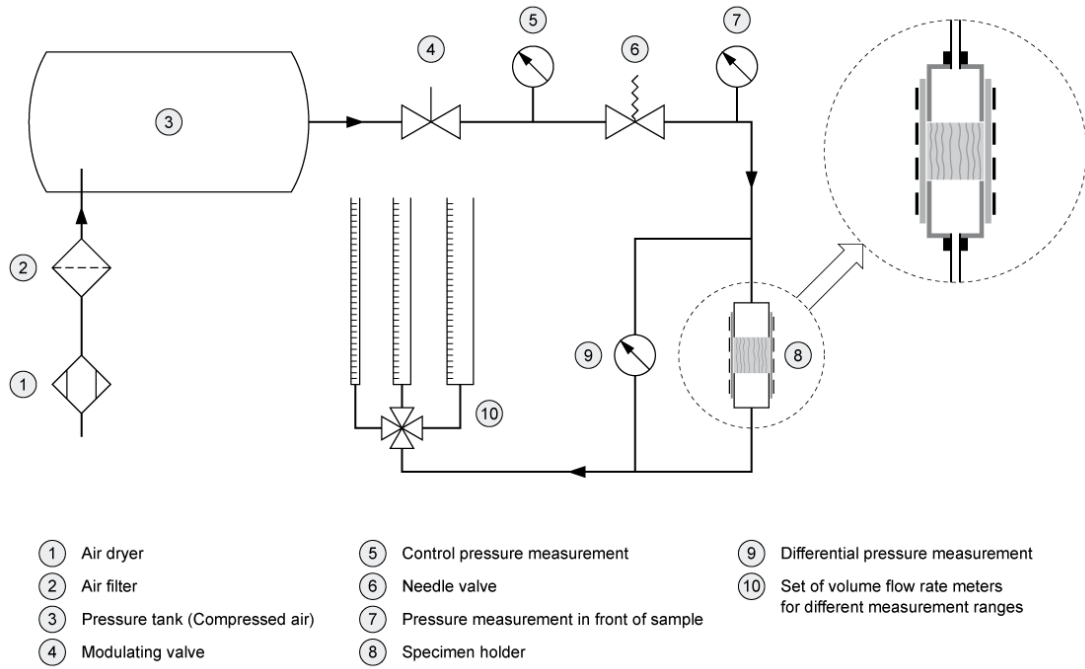 5
7
4
6
3
2
9
8
1
10
1 Air dryer
2 Air filter
3 Pressure tank (Compressed air)
4 Modulating valve
5 Control pressure measurement
6 Needle valve
7 Pressure measurement in front of sample
8 Specimen holder
9 Differential pressure measurement
10 Set of volume flow rate meters
for different measurement ranges